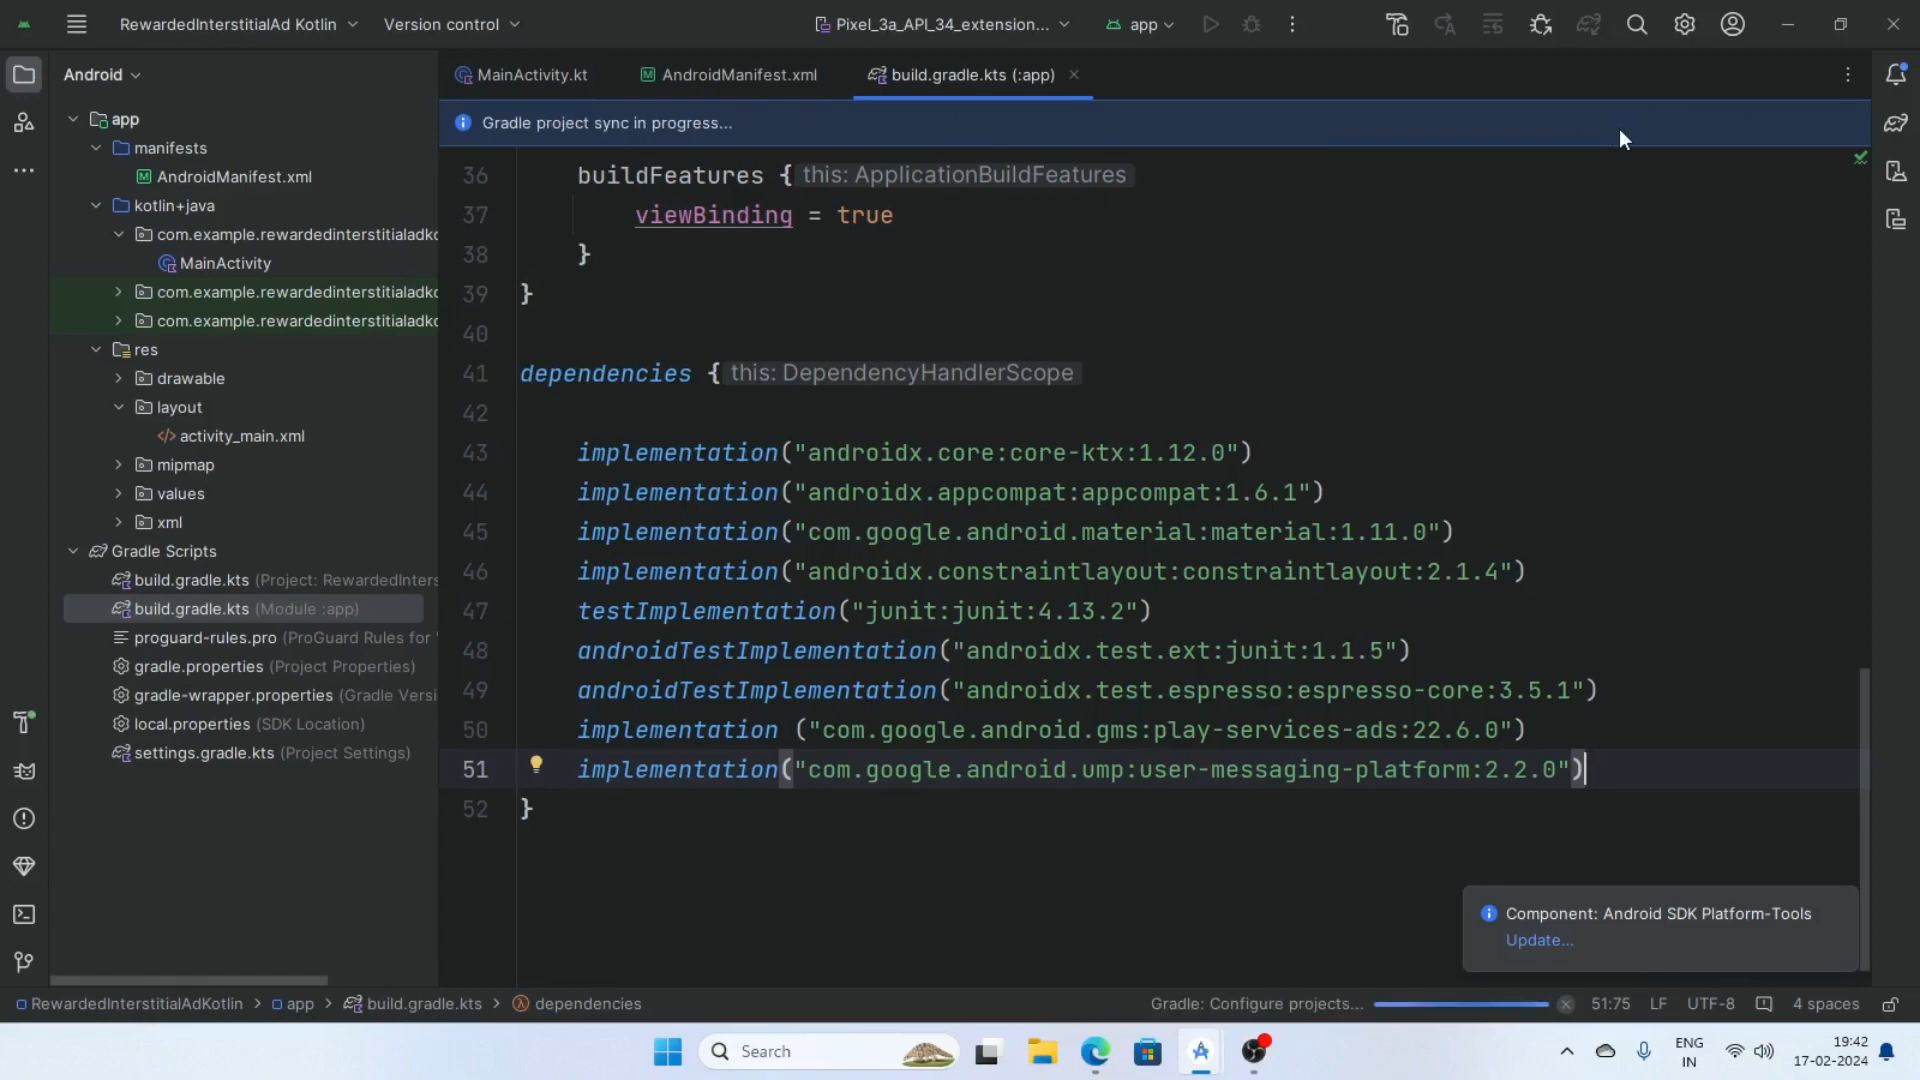 RewardedInterstitialAd Kotlin Version control Pixel_3a_API_34_extension... app
Android
MainActivity.kt AndroidManifest.xml build.gradle.kts (:app)
Gradle project sync in progress...
app
manifests
AndroidManifest.xml
kotlin+java
com.example.rewardedinterstitialadkc
MainActivity
com.example.rewardedinterstitialadkc
com.example.rewardedinterstitialadkc
res
drawable
layout
activity_main.xml
mipmap
values
xml
Gradle Scripts
build.gradle.kts (Project: RewardedInters
build.gradle.kts (Module :app)
proguard-rules.pro (ProGuard Rules for "
gradle.properties (Project Properties)
gradle-wrapper.properties (Gradle Versi
local.properties (SDK Location)
settings.gradle.kts (Project Settings)
36 buildFeatures { this: ApplicationBuildFeatures
37 viewBinding = true
38 }
39 }
40
41 dependencies { this: DependencyHandlerScope
42
43 implementation("androidx.core:core-ktx:1.12.0")
44 implementation("androidx.appcompat:appcompat:1.6.1")
45 implementation("com.google.android.material:material:1.11.0")
46 implementation("androidx.constraintlayout:constraintlayout:2.1.4")
47 testImplementation("junit:junit:4.13.2")
48 androidTestImplementation("androidx.test.ext:junit:1.1.5")
49 androidTestImplementation("androidx.test.espresso:espresso-core:3.5.1")
50 implementation ("com.google.android.gms:play-services-ads:22.6.0")
51 implementation("com.google.android.ump:user-messaging-platform:2.2.0")
52 }
Component: Android SDK Platform-Tools
Update...
RewardedInterstitialAdKotlin > app > build.gradle.kts > dependencies Gradle: Configure projects... 51:75 LF UTF-8 4 spaces
Search
ENG
IN
19:42
17-02-2024